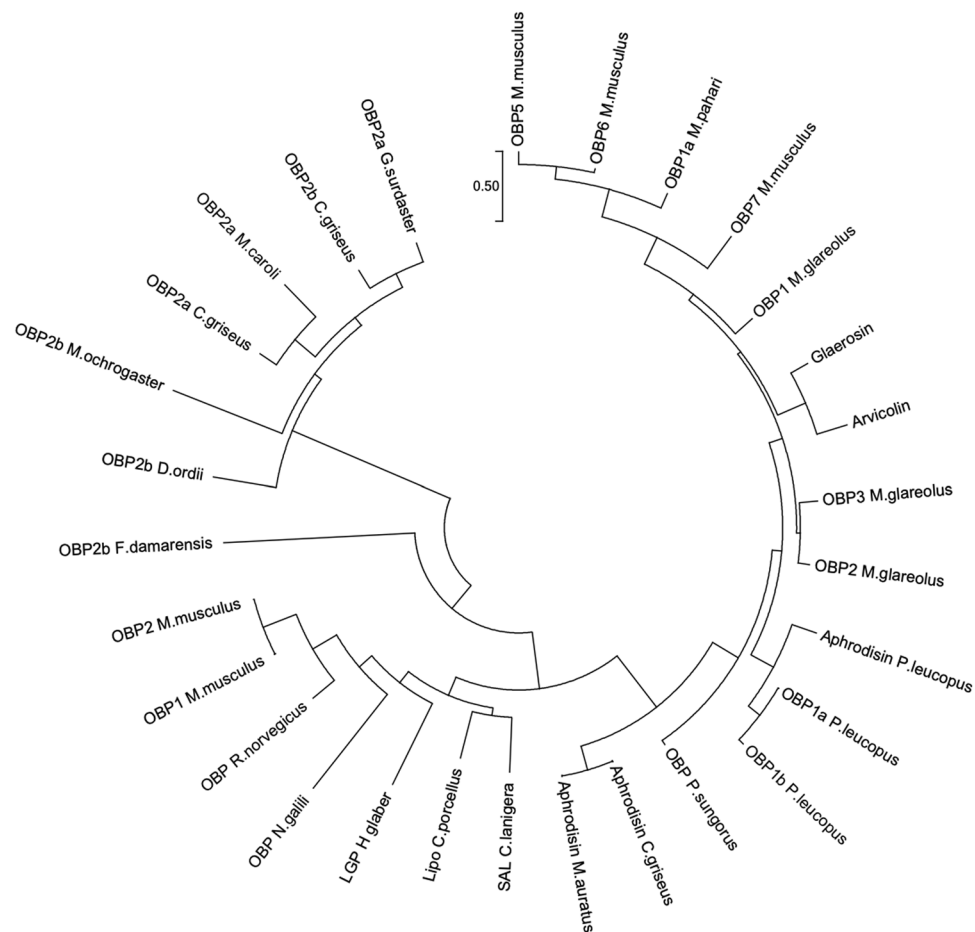 OBP5 M.musculus
OBP6 M.musculus
OBP1a M.pahari
OBP7 M.musculus
OBP1 M.glareolus
Glaerosin
Arvicolin
OBP3 M.glareolus
OBP2 M.glareolus
Aphrodisin P.leucopus
OBP1a P.leucopus
OBP1b P.leucopus
OBP P.sungorus
Aphrodisin C.griseus
Aphrodisin M.auratus
SAL C.lanigera
Lipo C.porcellus
LGP H glaber
OBP N.galili
OBP R.norvegicus
OBP1 M.musculus
OBP2 M.musculus
OBP2b F.damarensis
OBP2b D.ordii
OBP2b M.ochrogaster
OBP2a C.griseus
OBP2a M.caroli
OBP2b C.griseus
OBP2a G.surdaster
0.50